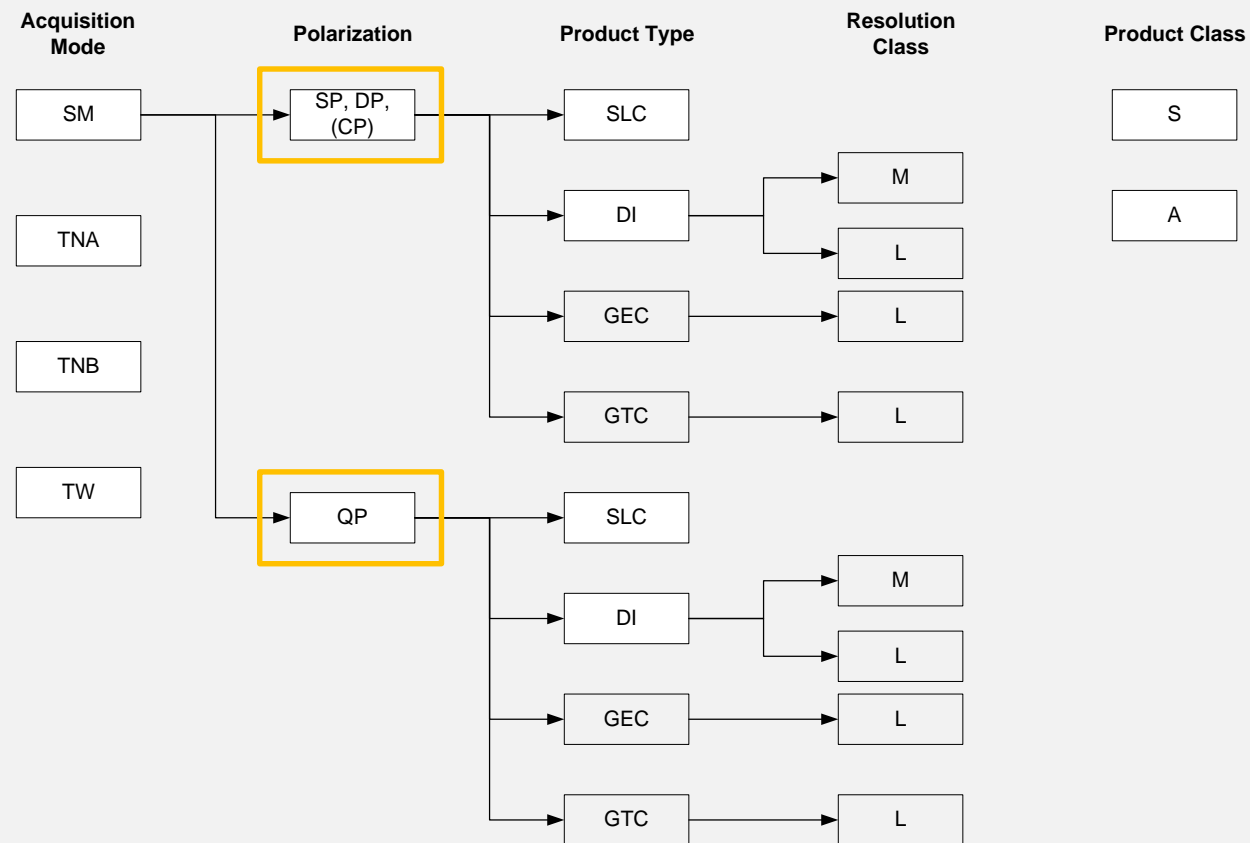 Acquisition
Mode
Polarization
Product Type
Resolution
Class
Product Class
SM
SP, DP,
(CP)
SLC
S
M
DI
A
TNA
L
GEC
L
TNB
GTC
L
TW
QP
SLC
M
DI
L
GEC
L
GTC
L